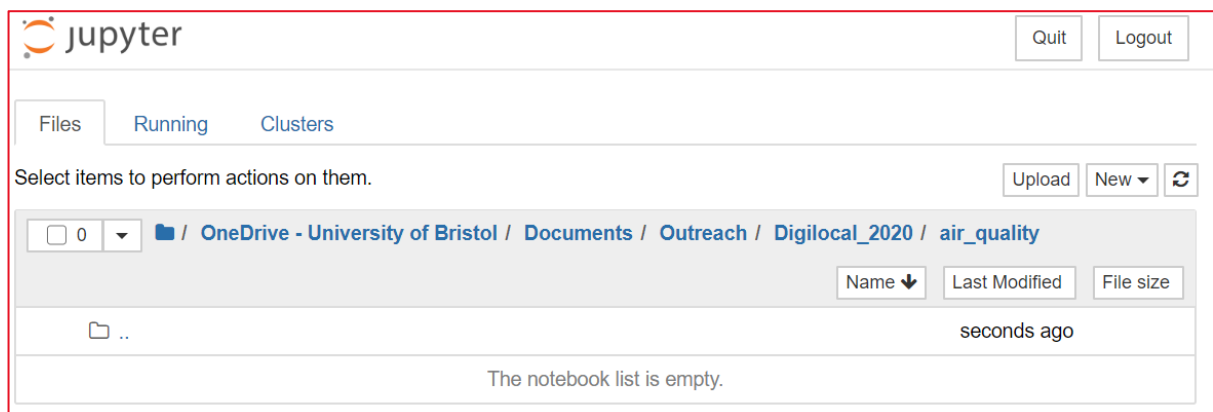 jupyter
Quit Logout
Files Running Clusters
Select items to perform actions on them.
Upload New
0 / OneDrive - University of Bristol / Documents / Outreach / Digilocal_2020 / air_quality
Name Last Modified File size
.. seconds ago
The notebook list is empty.